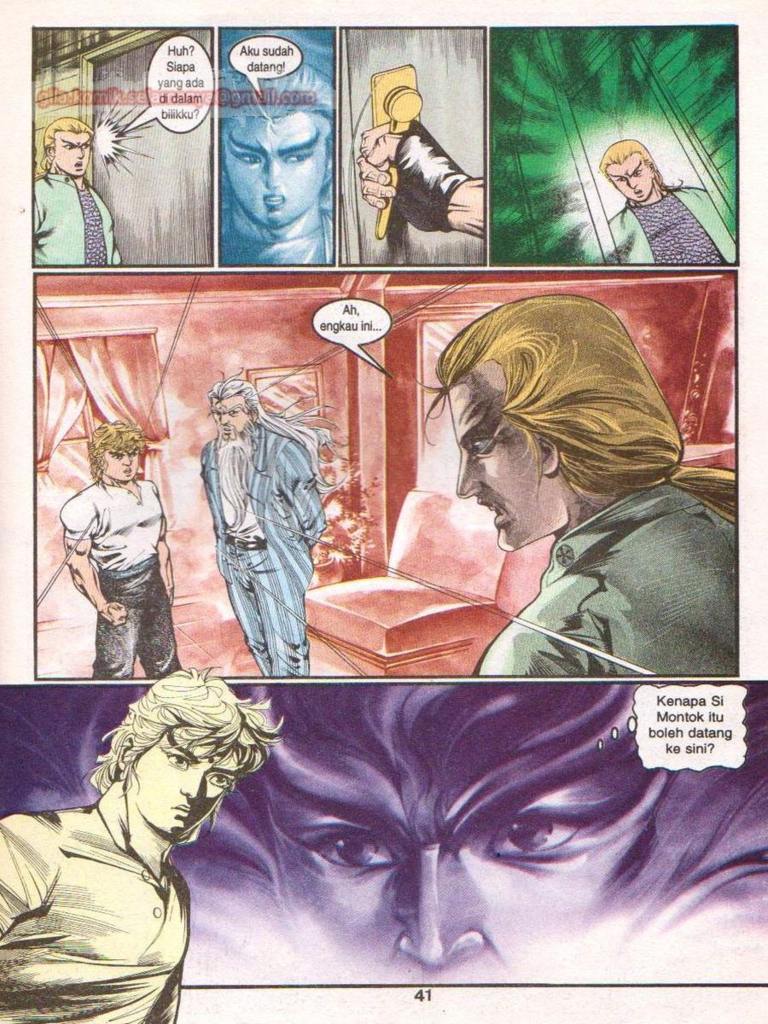 Huh?
Siapa
yang ada
di dalam
bilikku?
Aku sudah
datang!
Ah,
engkau ini...
Kenapa Si
Montok itu
boleh datang
ke sini?
41